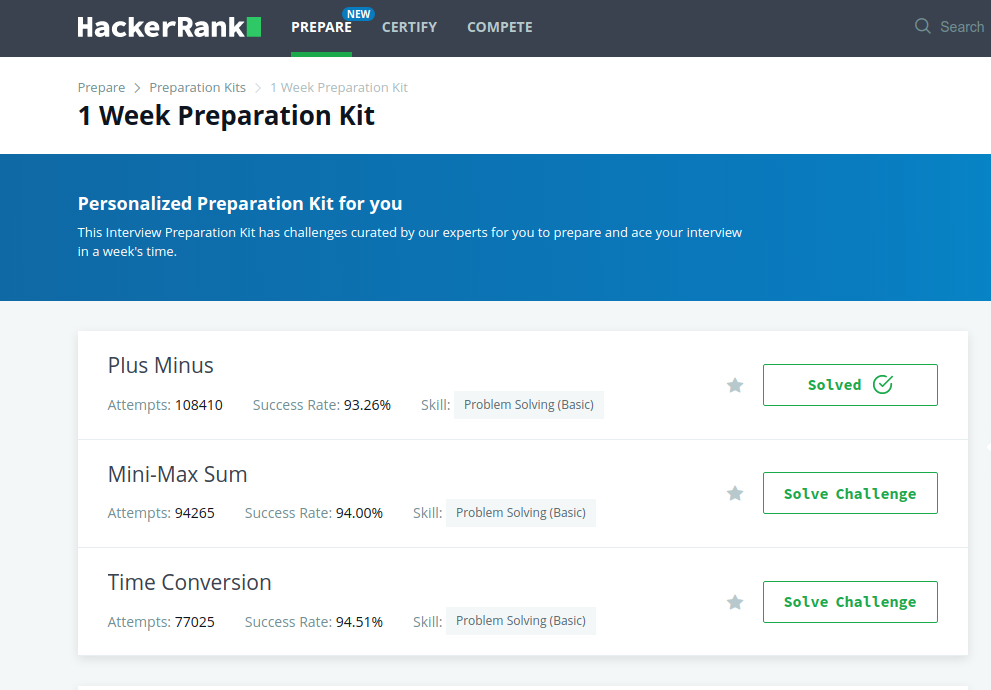 HackerRank PREPARE NEW CERTIFY COMPETE Search
Prepare > Preparation Kits > 1 Week Preparation Kit
1 Week Preparation Kit
Personalized Preparation Kit for you
This Interview Preparation Kit has challenges curated by our experts for you to prepare and ace your interview
in a week's time.
Plus Minus
Attempts: 108410 Success Rate: 93.26% Skill: Problem Solving (Basic)
Solved
Mini-Max Sum
Attempts: 94265 Success Rate: 94.00% Skill: Problem Solving (Basic)
Solve Challenge
Time Conversion
Attempts: 77025 Success Rate: 94.51% Skill: Problem Solving (Basic)
Solve Challenge